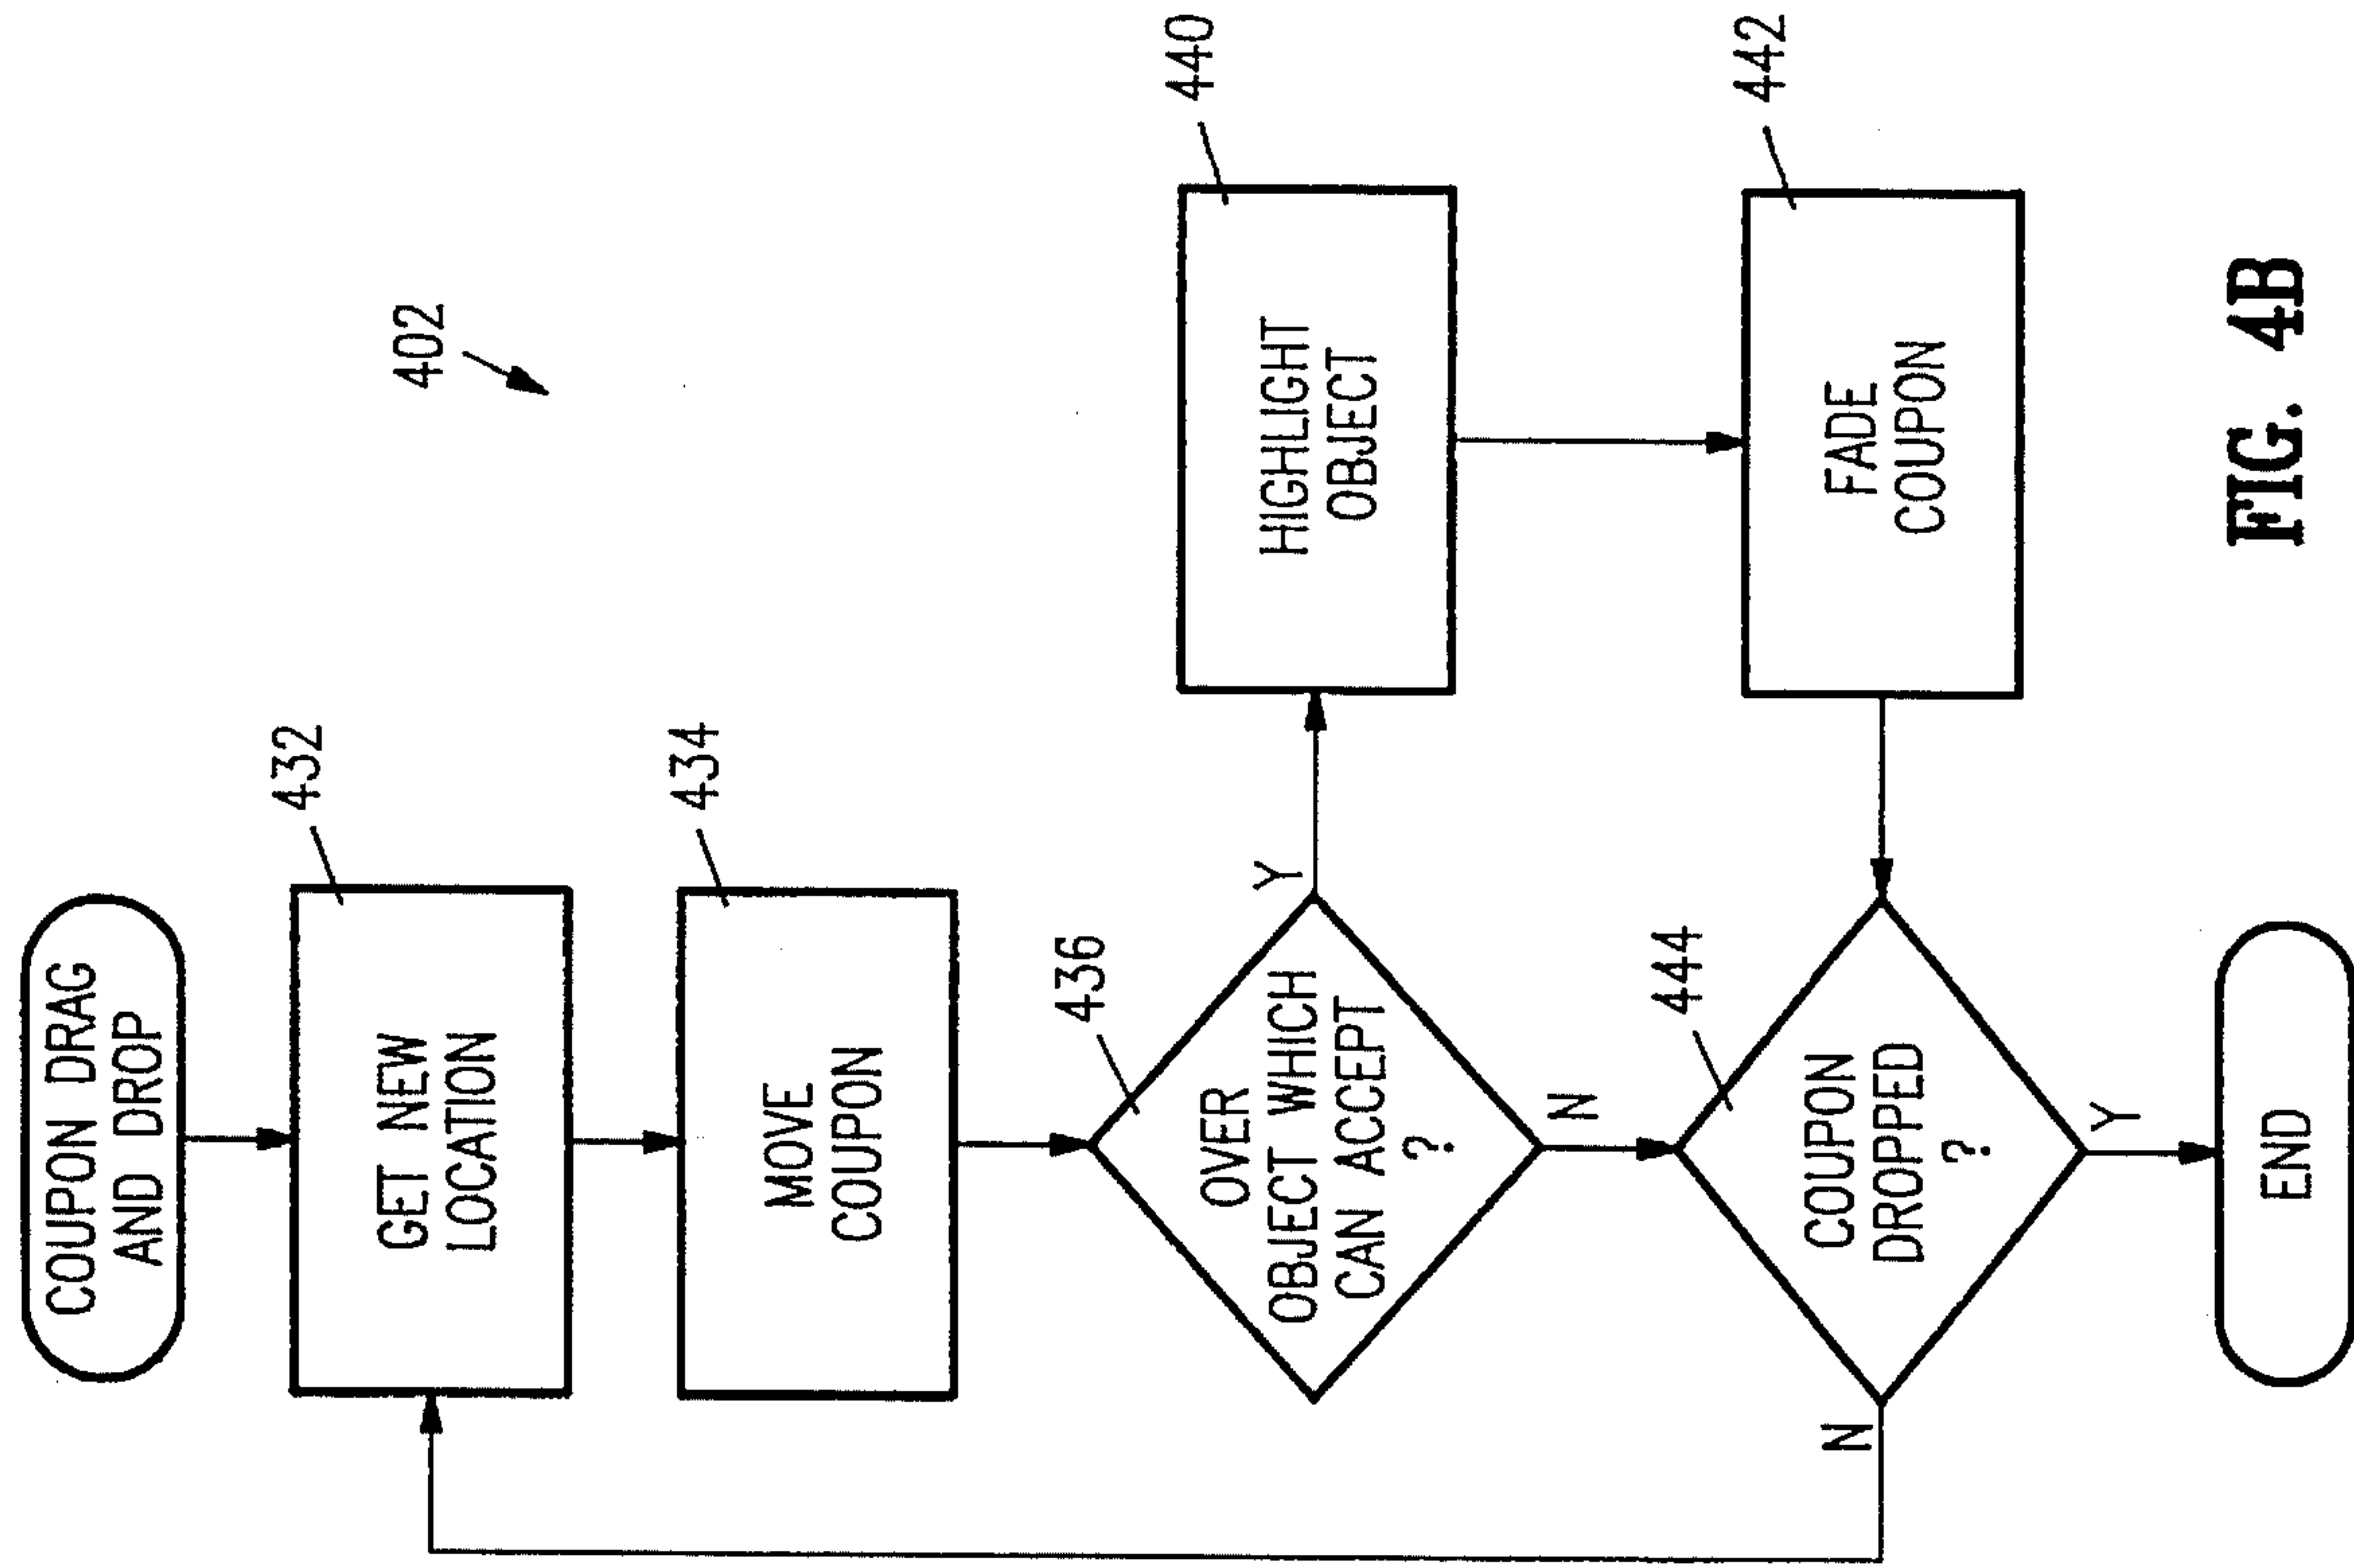 COUPON DRAG
AND DROP
402
432
GET NEW
LOCATION
434
MOVE
COUPON
436
OVER
OBJECT WHICH
CAN ACCEPT
?
Y
N
440
HIGHLIGHT
OBJECT
442
FADE
COUPON
444
COUPON
DROPPED
?
N
Y
END
FIG. 4B